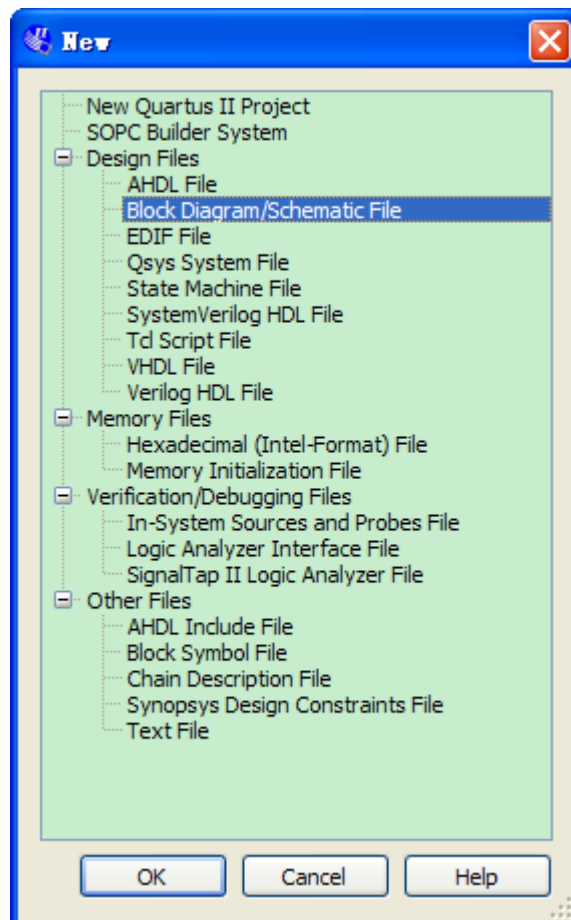 New
New Quartus II Project
SOPC Builder System
Design Files
AHDL File
Block Diagram/Schematic File
EDIF File
Qsys System File
State Machine File
SystemVerilog HDL File
Tcl Script File
VHDL File
Verilog HDL File
Memory Files
Hexadecimal (Intel-Format) File
Memory Initialization File
Verification/Debugging Files
In-System Sources and Probes File
Logic Analyzer Interface File
SignalTap II Logic Analyzer File
Other Files
AHDL Include File
Block Symbol File
Chain Description File
Synopsys Design Constraints File
Text File
OK Cancel Help